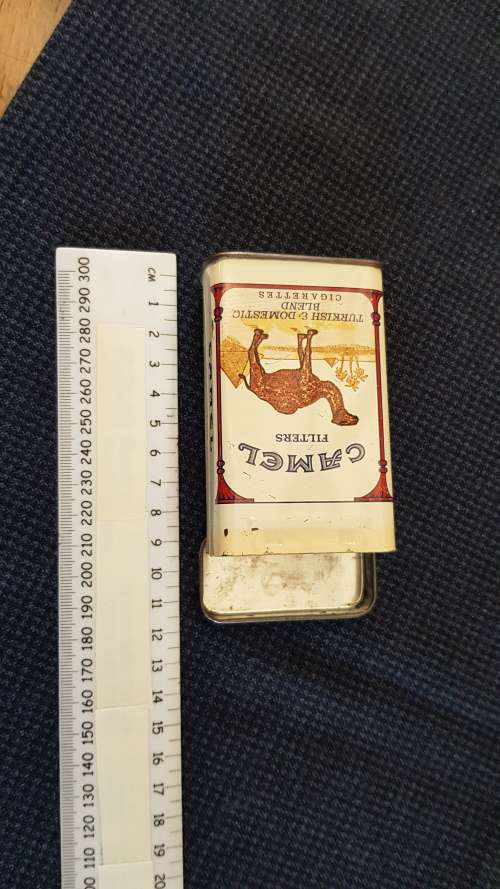 CAMEL
FILTERS
TURKISH & DOMESTIC
BLEND
CIGARETTES
CM 1 2 3 4 5 6 7 8 9 10 11 12 13 14 15 16 17 18 19 20
300 290 280 270 260 250 240 230 220 210 200 190 180 170 160 150 140 130 120 110